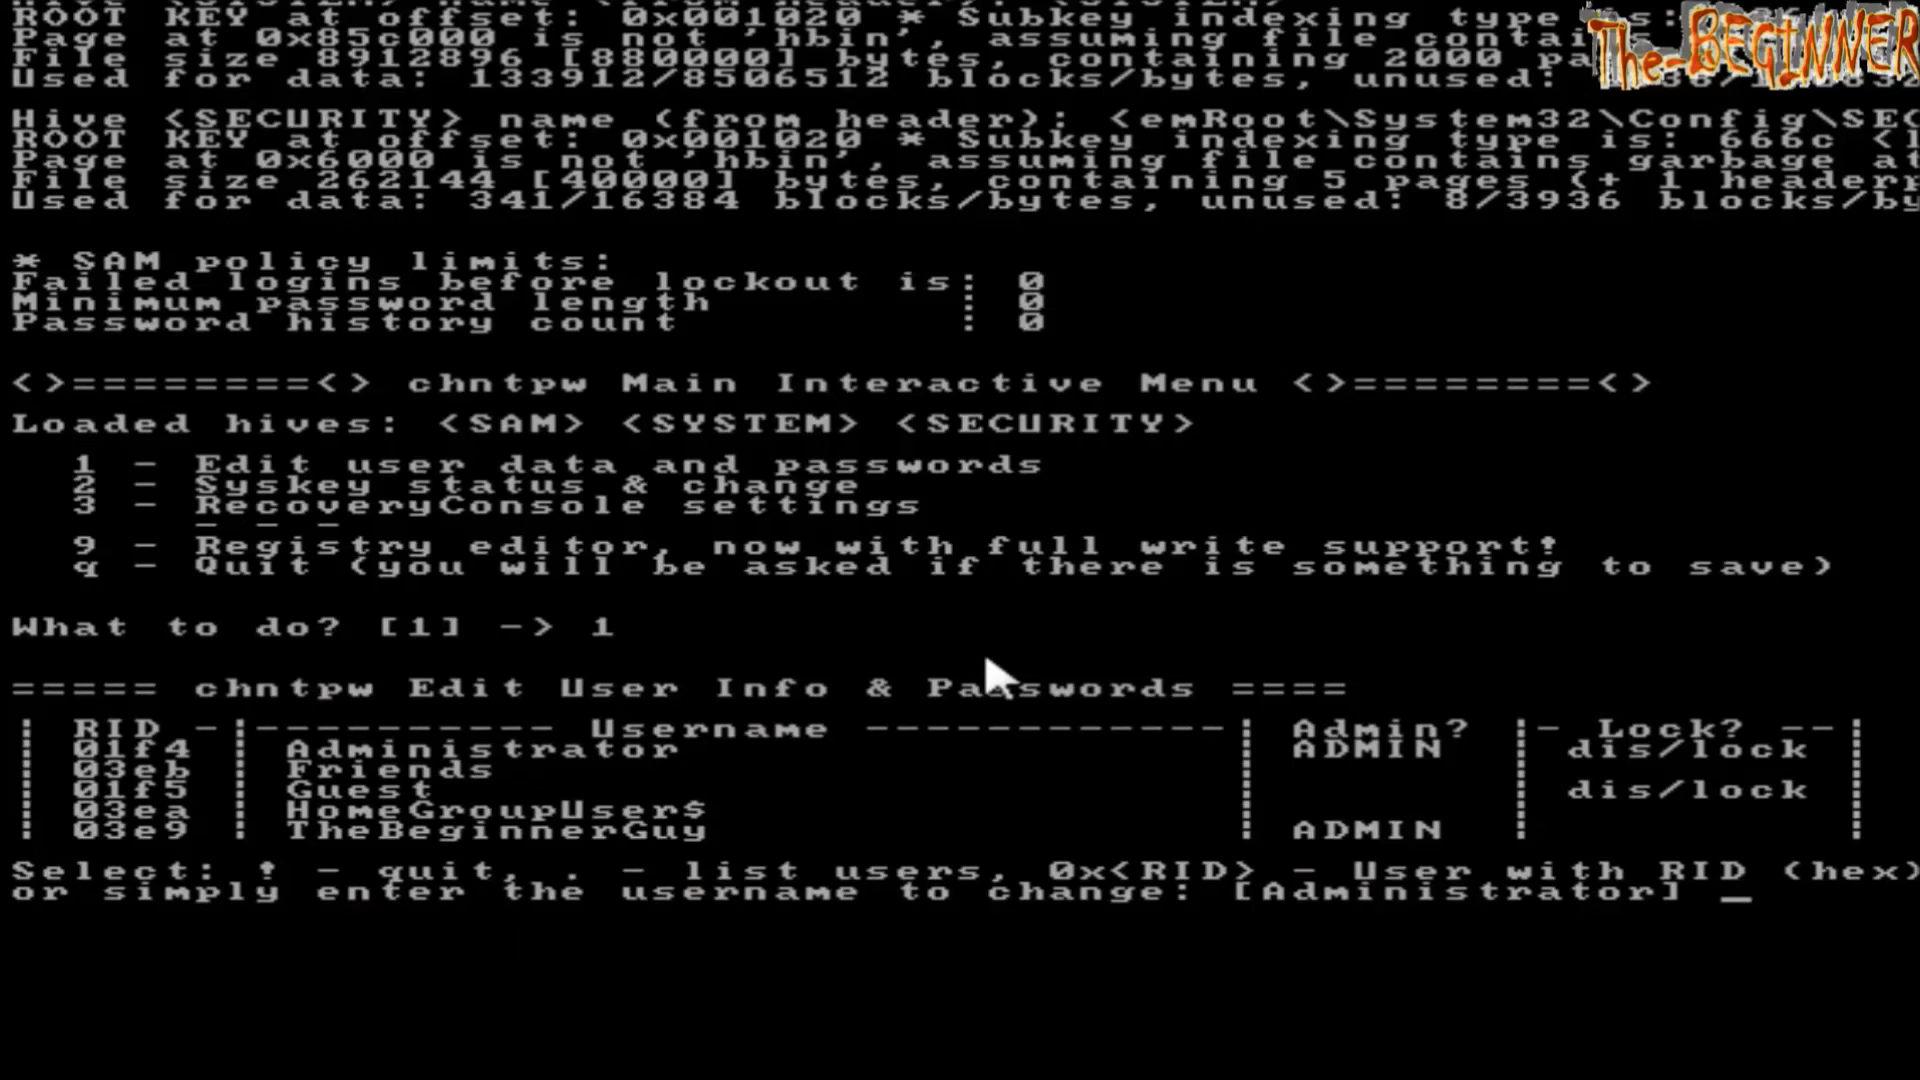 ROOT KEY at offset: 0x001020 * Subkey indexing type is:
Page at 0x85c000 is not 'hbin', assuming file contai
File size 8912896 [880000] bytes, containing 2000 pa
Used for data: 133912/8506512 blocks/bytes, unused:
The-BEGINNER
Hive <SECURITY> name (from header): <emRoot\System32\Config\SEC
ROOT KEY at offset: 0x001020 * Subkey indexing type is: 666c <l
Page at 0x6000 is not 'hbin', assuming file contains garbage at
File size 262144 [40000] bytes, containing 5 pages (+ 1 headerp
Used for data: 341/16384 blocks/bytes, unused: 8/3936 blocks/by
* SAM policy limits:
Failed logins before lockout is: 0
Minimum password length : 0
Password history count : 0
<>========<> chntpw Main Interactive Menu <>========<>
Loaded hives: <SAM> <SYSTEM> <SECURITY>
1 - Edit user data and passwords
2 - Syskey status & change
3 - RecoveryConsole settings
- - -
9 - Registry editor, now with full write support!
q - Quit (you will be asked if there is something to save)
What to do? [1] -> 1
===== chntpw Edit User Info & Passwords ====
| RID -|---------- Username ------------| Admin? |- Lock? --|
| 01f4 | Administrator | ADMIN | dis/lock |
| 03eb | Friends | | |
| 01f5 | Guest | | dis/lock |
| 03ea | HomeGroupUser$ | | |
| 03e9 | TheBeginnerGuy | ADMIN | |
Select: ! - quit, . - list users, 0x<RID> - User with RID (hex)
or simply enter the username to change: [Administrator] _